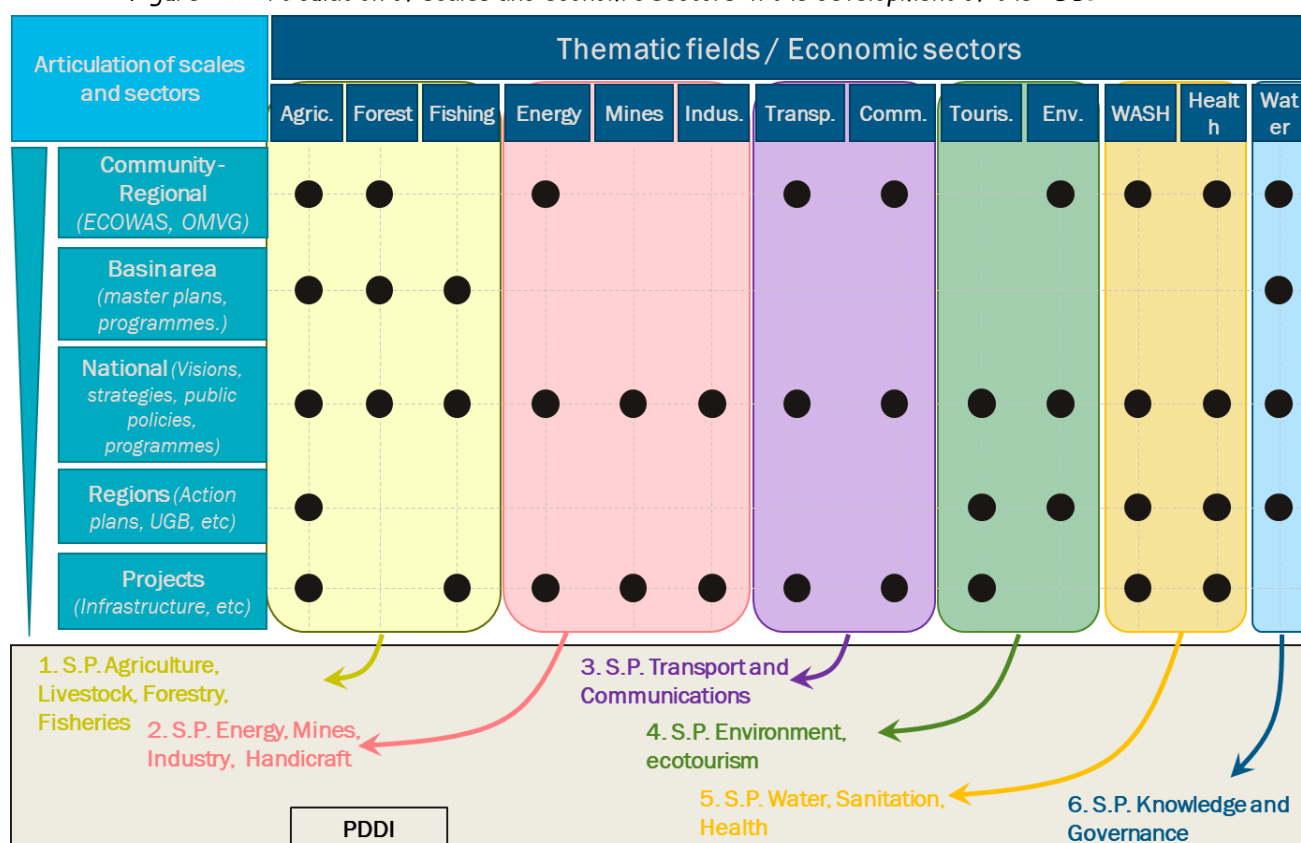 Thematic fields / Economic sectors
Articulation of scales
and sectors
Agric. Forest Fishing Energy Mines Indus. Transp. Comm. Touris. Env. WASH Healt
h Wat
er
Community-
Regional
(ECOWAS, OMVG)
Basin area
(master plans,
programmes.)
National (Visions,
strategies, public
policies,
programmes)
Regions (Action
plans, UGB, etc)
Projects
(Infrastructure, etc)
1. S.P. Agriculture,
Livestock, Forestry,
Fisheries
2. S.P. Energy, Mines,
Industry, Handicraft
3. S.P. Transport and
Communications
4. S.P. Environment,
ecotourism
5. S.P. Water, Sanitation,
Health
6. S.P. Knowledge and
Governance
PDDI